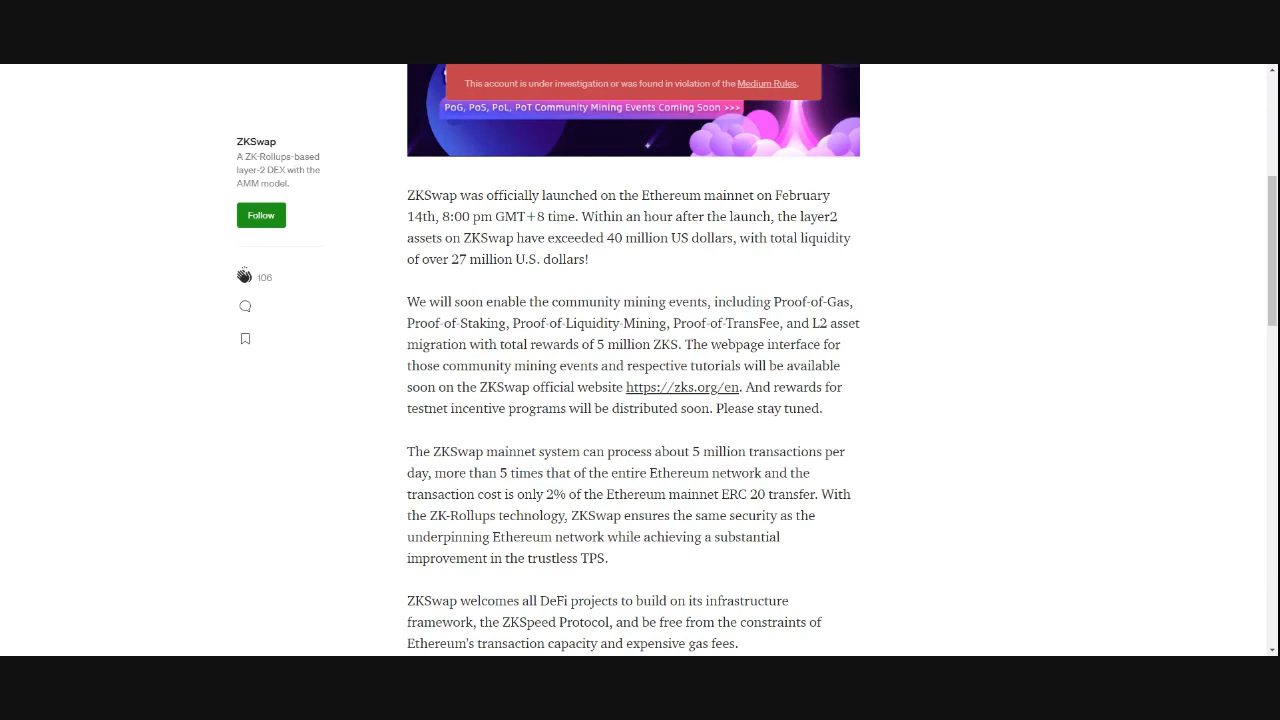 This account is under investigation or was found in violation of the Medium Rules.
PoG, PoS, PoL, PoT Community Mining Events Coming Soon >>>
ZKSwap
A ZK-Rollups-based
layer-2 DEX with the
AMM model.
Follow
106
ZKSwap was officially launched on the Ethereum mainnet on February
14th, 8:00 pm GMT+8 time. Within an hour after the launch, the layer2
assets on ZKSwap have exceeded 40 million US dollars, with total liquidity
of over 27 million U.S. dollars!
We will soon enable the community mining events, including Proof-of-Gas,
Proof-of-Staking, Proof-of-Liquidity-Mining, Proof-of-TransFee, and L2 asset
migration with total rewards of 5 million ZKS. The webpage interface for
those community mining events and respective tutorials will be available
soon on the ZKSwap official website https://zks.org/en. And rewards for
testnet incentive programs will be distributed soon. Please stay tuned.
The ZKSwap mainnet system can process about 5 million transactions per
day, more than 5 times that of the entire Ethereum network and the
transaction cost is only 2% of the Ethereum mainnet ERC 20 transfer. With
the ZK-Rollups technology, ZKSwap ensures the same security as the
underpinning Ethereum network while achieving a substantial
improvement in the trustless TPS.
ZKSwap welcomes all DeFi projects to build on its infrastructure
framework, the ZKSpeed Protocol, and be free from the constraints of
Ethereum's transaction capacity and expensive gas fees.